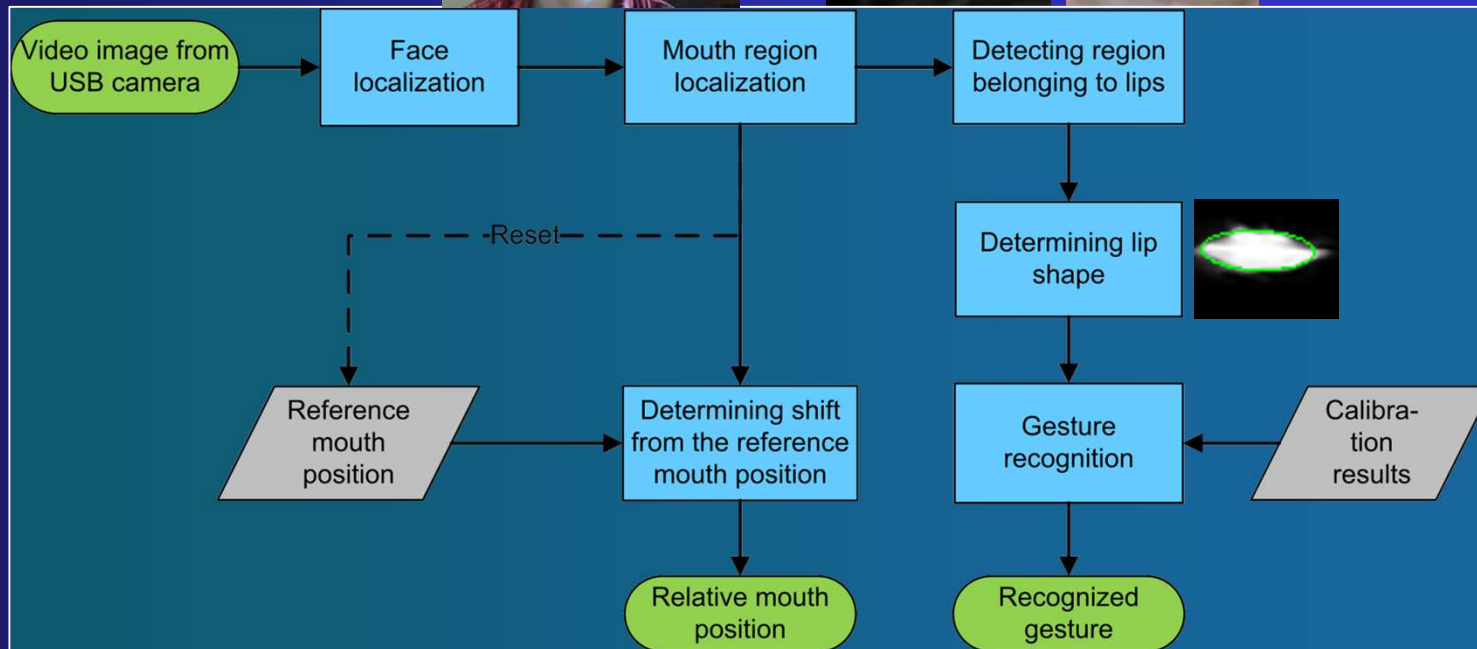 Video image from
USB camera
Face
localization
Mouth region
localization
Detecting region
belonging to lips
Reset
Determining lip
shape
Reference
mouth
position
Determining shift
from the reference
mouth position
Gesture
recognition
Calibra-
tion
results
Relative mouth
position
Recognized
gesture